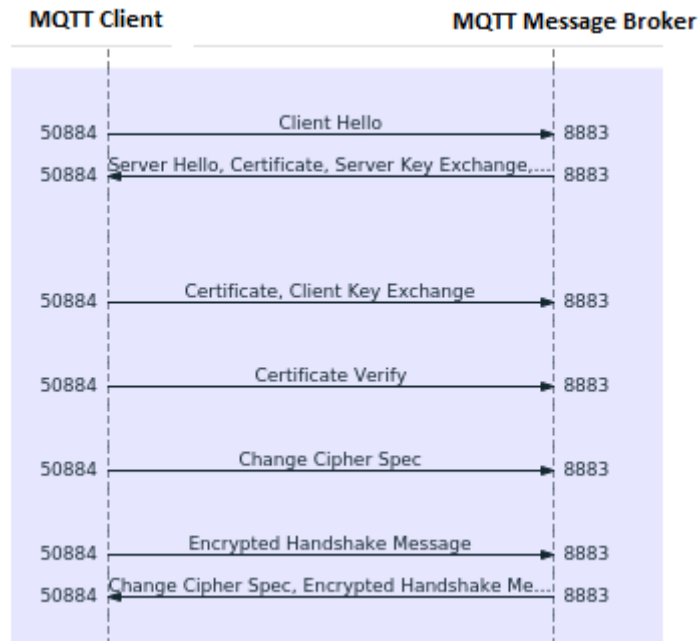 MQTT Client MQTT Message Broker
50884 Client Hello 8883
50884 Server Hello, Certificate, Server Key Exchange,... 8883
50884 Certificate, Client Key Exchange 8883
50884 Certificate Verify 8883
50884 Change Cipher Spec 8883
50884 Encrypted Handshake Message 8883
50884 Change Cipher Spec, Encrypted Handshake Me... 8883